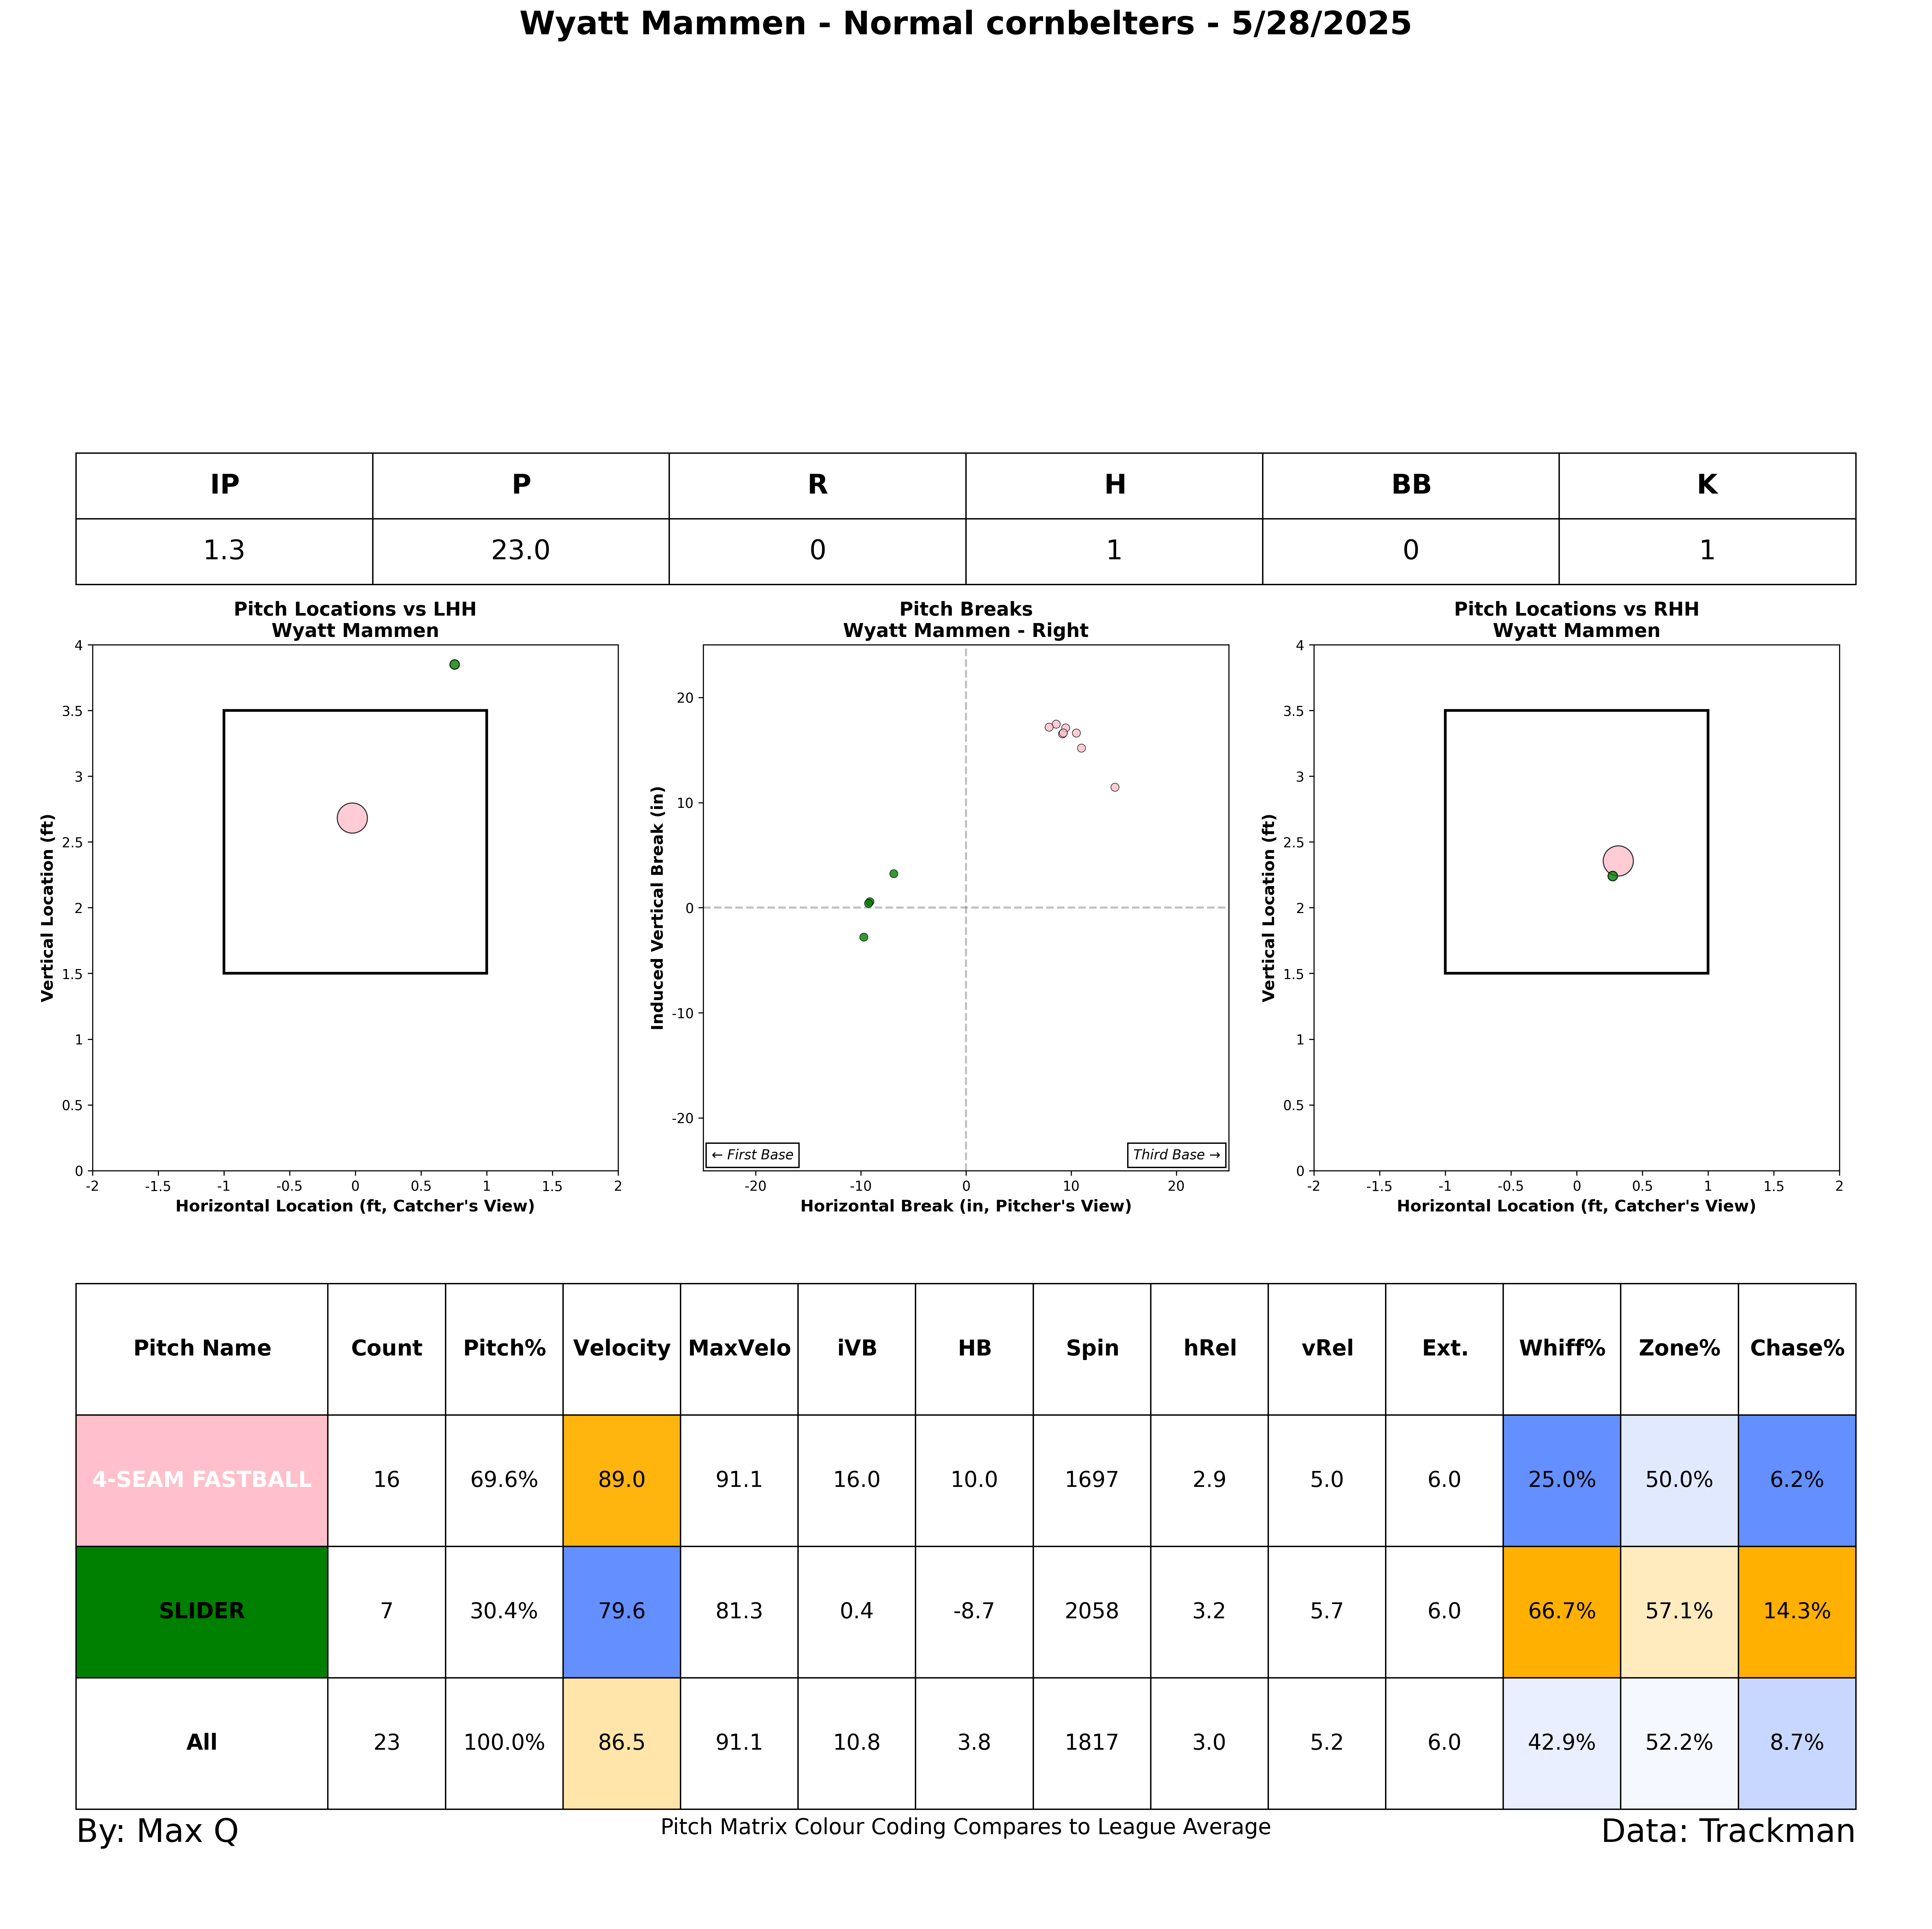 Wyatt Mammen - Normal cornbelters - 5/28/2025
IP P R H BB K
1.3 23.0 0 1 0 1
Pitch Locations vs LHH
Wyatt Mammen
4
3.5
3
2.5
2
1.5
1
0.5
0
Vertical Location (ft)
-2 -1.5 -1 -0.5 0 0.5 1 1.5 2
Horizontal Location (ft, Catcher's View)
Pitch Breaks
Wyatt Mammen - Right
20
10
0
-10
-20
Induced Vertical Break (in)
← First Base
Third Base →
-20 -10 0 10 20
Horizontal Break (in, Pitcher's View)
Pitch Locations vs RHH
Wyatt Mammen
4
3.5
3
2.5
2
1.5
1
0.5
0
Vertical Location (ft)
-2 -1.5 -1 -0.5 0 0.5 1 1.5 2
Horizontal Location (ft, Catcher's View)
Pitch Name Count Pitch% Velocity MaxVelo iVB HB Spin hRel vRel Ext. Whiff% Zone% Chase%
4-SEAM FASTBALL 16 69.6% 89.0 91.1 16.0 10.0 1697 2.9 5.0 6.0 25.0% 50.0% 6.2%
SLIDER 7 30.4% 79.6 81.3 0.4 -8.7 2058 3.2 5.7 6.0 66.7% 57.1% 14.3%
All 23 100.0% 86.5 91.1 10.8 3.8 1817 3.0 5.2 6.0 42.9% 52.2% 8.7%
By: Max Q
Pitch Matrix Colour Coding Compares to League Average
Data: Trackman